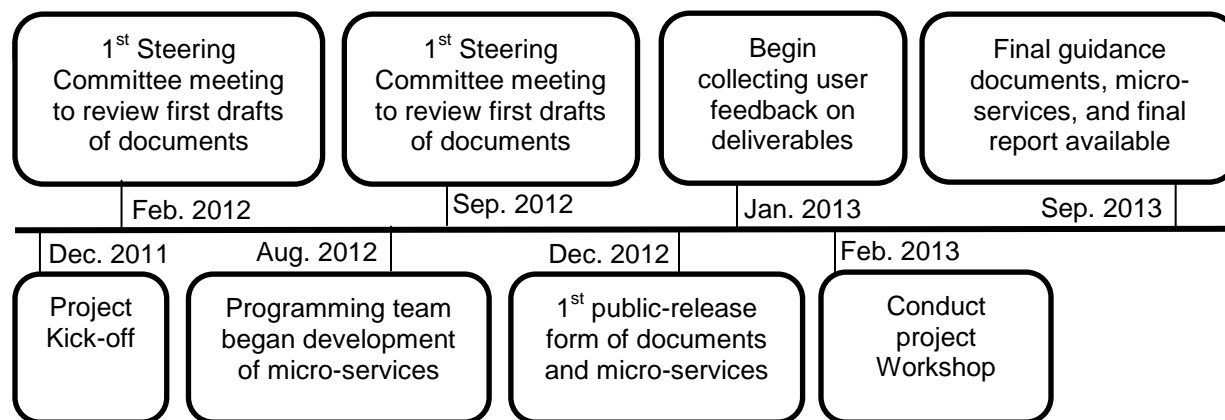 1st Steering
Committee meeting
to review first drafts
of documents
1st Steering
Committee meeting
to review first drafts
of documents
Begin
collecting user
feedback on
deliverables
Final guidance
documents, micro-
services, and final
report available
Feb. 2012
Sep. 2012
Jan. 2013
Sep. 2013
Dec. 2011
Aug. 2012
Dec. 2012
Feb. 2013
Project
Kick-off
Programming team
began development
of micro-services
1st public-release
form of documents
and micro-services
Conduct
project
Workshop